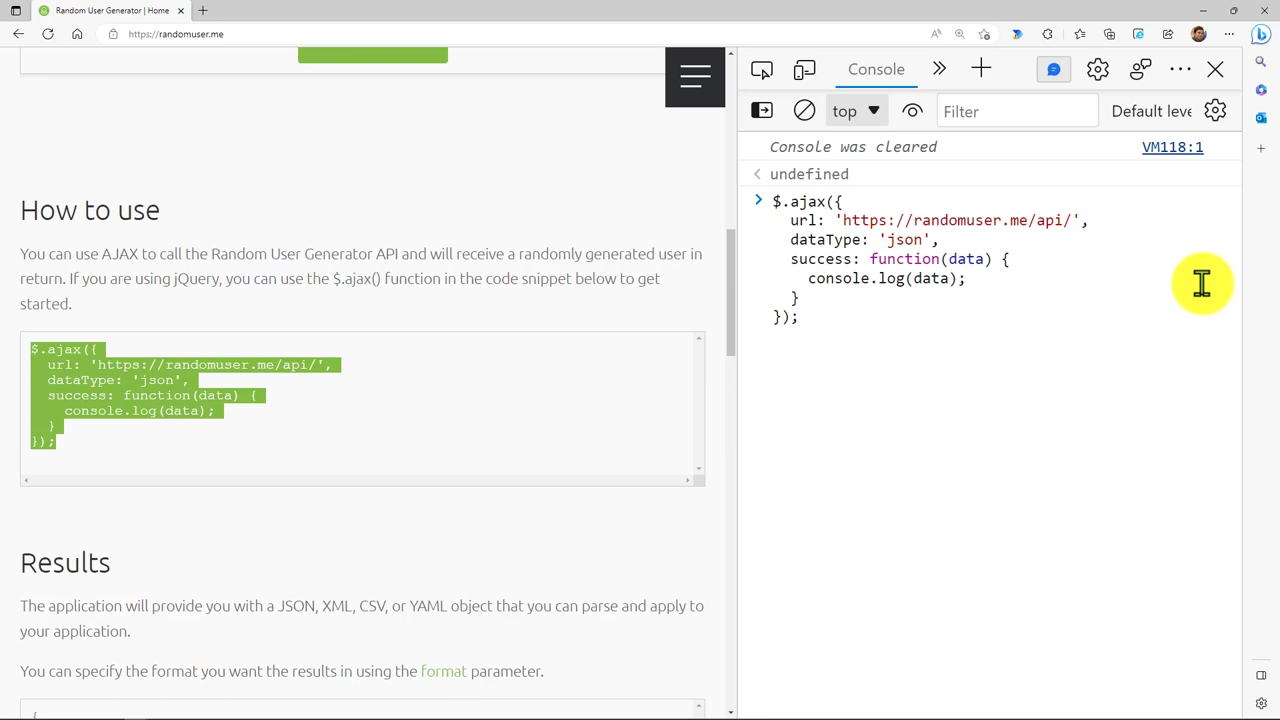 Random User Generator | Home
https://randomuser.me
How to use
You can use AJAX to call the Random User Generator API and will receive a randomly generated user in
return. If you are using jQuery, you can use the $.ajax() function in the code snippet below to get
started.
$.ajax({
  url: 'https://randomuser.me/api/',
  dataType: 'json',
  success: function(data) {
    console.log(data);
  }
});
Results
The application will provide you with a JSON, XML, CSV, or YAML object that you can parse and apply to
your application.
You can specify the format you want the results in using the format parameter.
{
Console
top
Filter
Default leve
Console was cleared VM118:1
undefined
$.ajax({
  url: 'https://randomuser.me/api/',
  dataType: 'json',
  success: function(data) {
    console.log(data);
  }
});